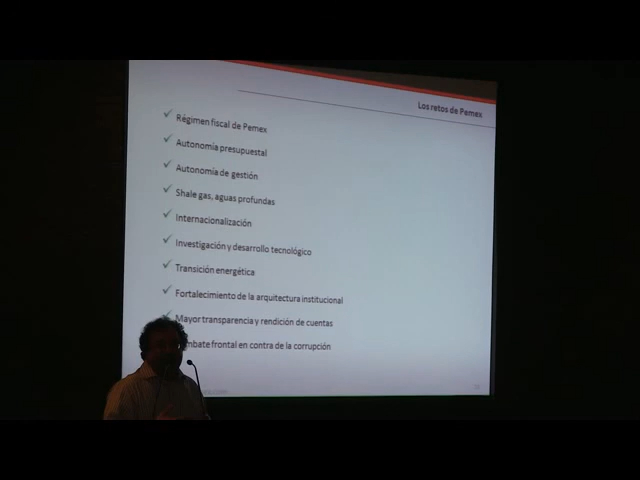 Los retos de Pemex
Régimen fiscal de Pemex
Autonomía presupuestal
Autonomía de gestión
Shale gas, aguas profundas
Internacionalización
Investigación y desarrollo tecnológico
Transición energética
Fortalecimiento de la arquitectura institucional
Mayor transparencia y rendición de cuentas
frontal en contra de la corrupción